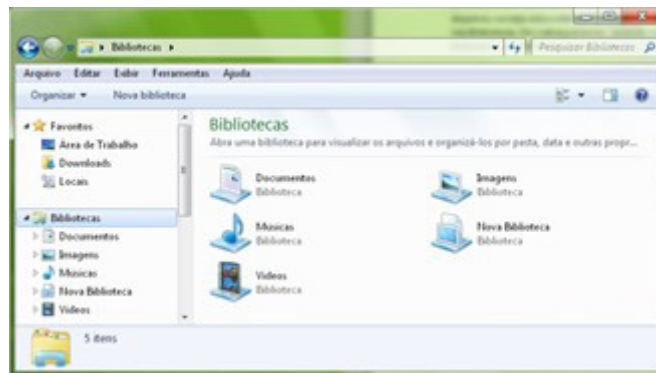 Bibliotecas
Pesquisar Bibliotecas
Arquivo Editar Exibir Ferramentas Ajuda
Organizar Nova biblioteca
Favoritos
Área de Trabalho
Downloads
Locais
Bibliotecas
Documentos
Imagens
Músicas
Nova Biblioteca
Vídeos
Bibliotecas
Abra uma biblioteca para visualizar os arquivos e organizá-los por pasta, data e outras propr...
Documentos
Biblioteca
Imagens
Biblioteca
Músicas
Biblioteca
Nova Biblioteca
Biblioteca
Vídeos
Biblioteca
5 itens